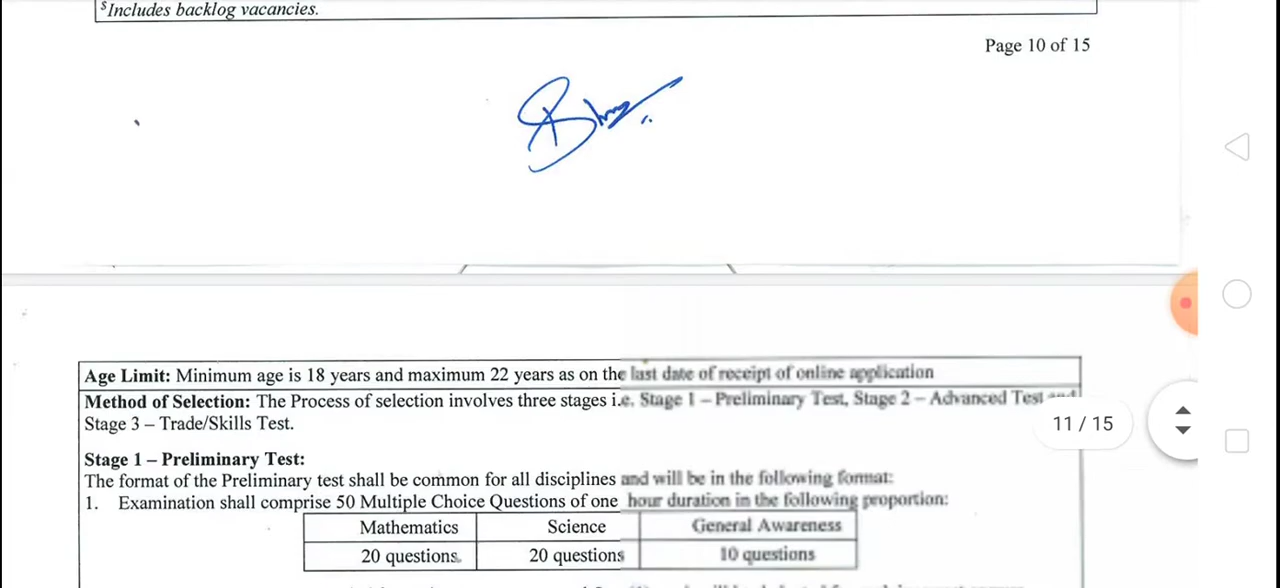 $Includes backlog vacancies.
Page 10 of 15
Age Limit: Minimum age is 18 years and maximum 22 years as on the last date of receipt of online application
Method of Selection: The Process of selection involves three stages i.e. Stage 1 – Preliminary Test, Stage 2 – Advanced Test and
Stage 3 – Trade/Skills Test.
11 / 15
Stage 1 – Preliminary Test:
The format of the Preliminary test shall be common for all disciplines and will be in the following format:
1. Examination shall comprise 50 Multiple Choice Questions of one hour duration in the following proportion:
Mathematics Science General Awareness
20 questions 20 questions 10 questions